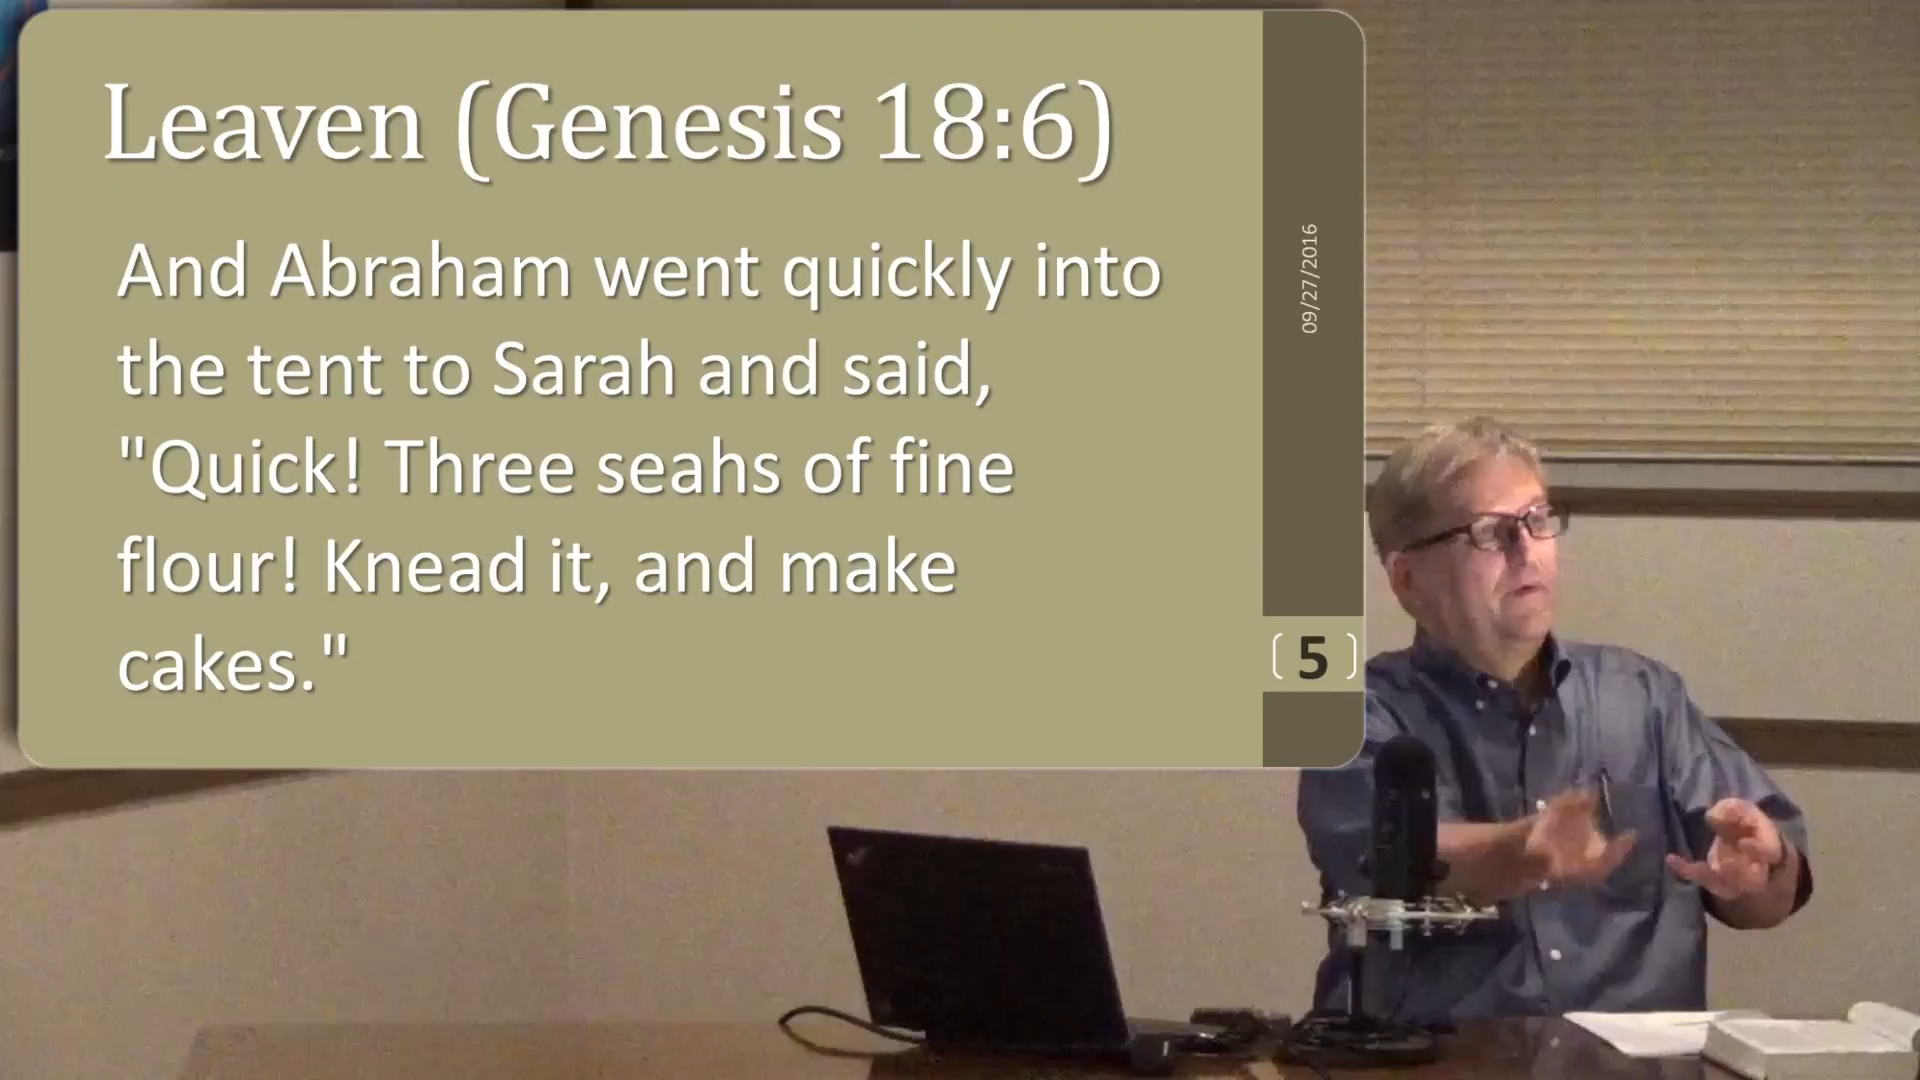 Leaven (Genesis 18:6)
And Abraham went quickly into
the tent to Sarah and said,
"Quick! Three seahs of fine
flour! Knead it, and make
cakes."
09/27/2016
5